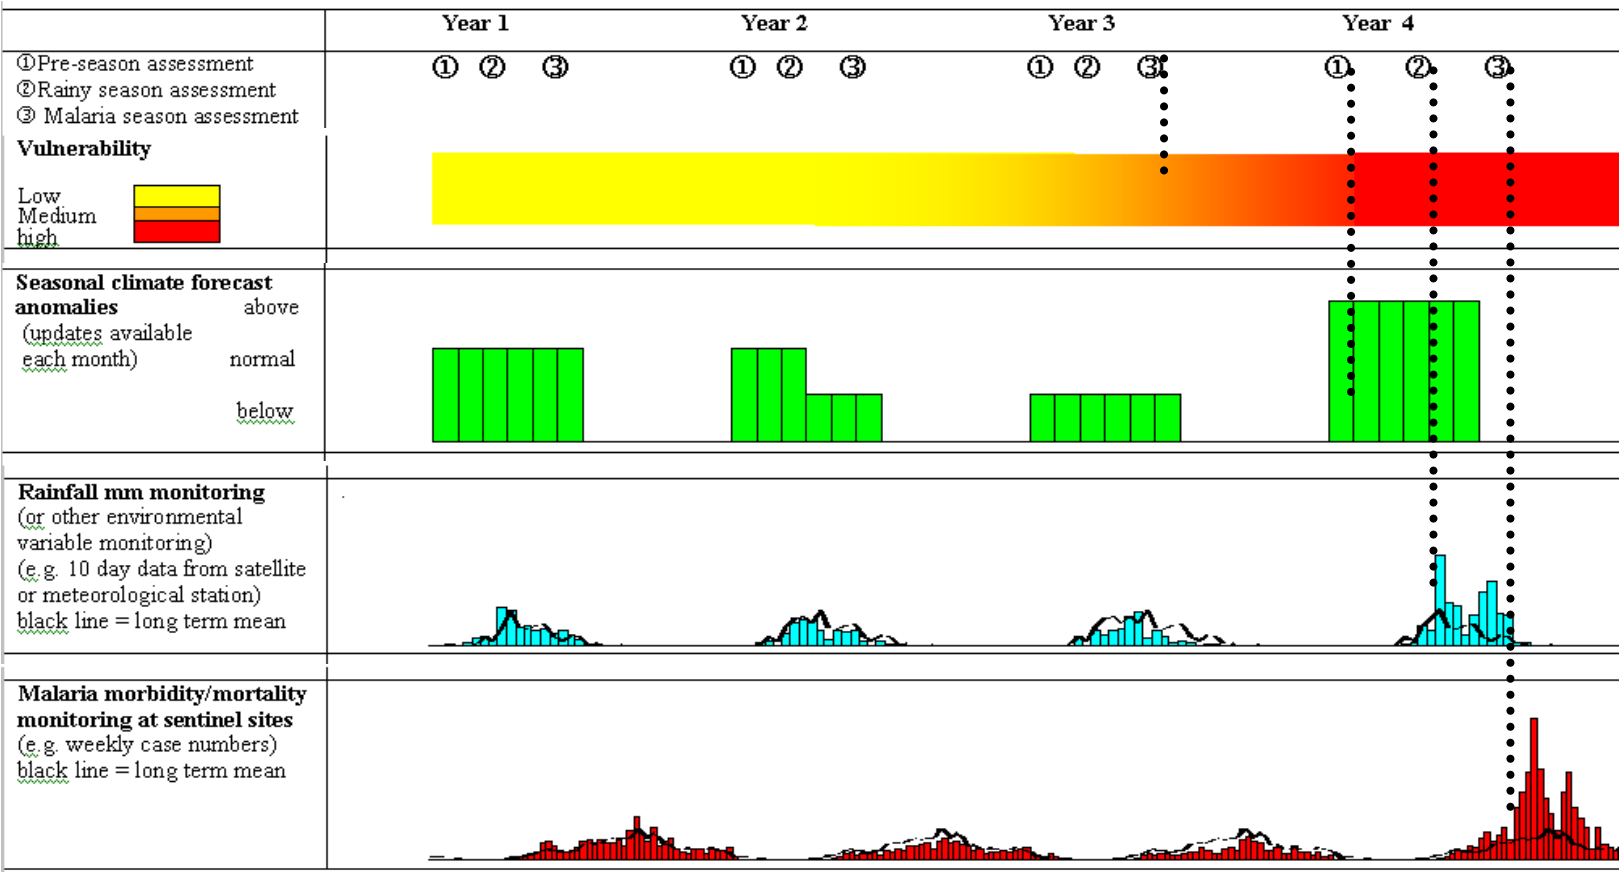 Year 1 Year 2 Year 3 Year 4
①Pre-season assessment ① ② ③ ① ② ③ ① ② ③ ① ② ③
②Rainy season assessment
③ Malaria season assessment
Vulnerability
Low
Medium
high
Seasonal climate forecast
anomalies above
(updates available
each month) normal
below
Rainfall mm monitoring
(or other environmental
variable monitoring)
(e.g. 10 day data from satellite
or meteorological station)
black line = long term mean
Malaria morbidity/mortality
monitoring at sentinel sites
(e.g. weekly case numbers)
black line = long term mean